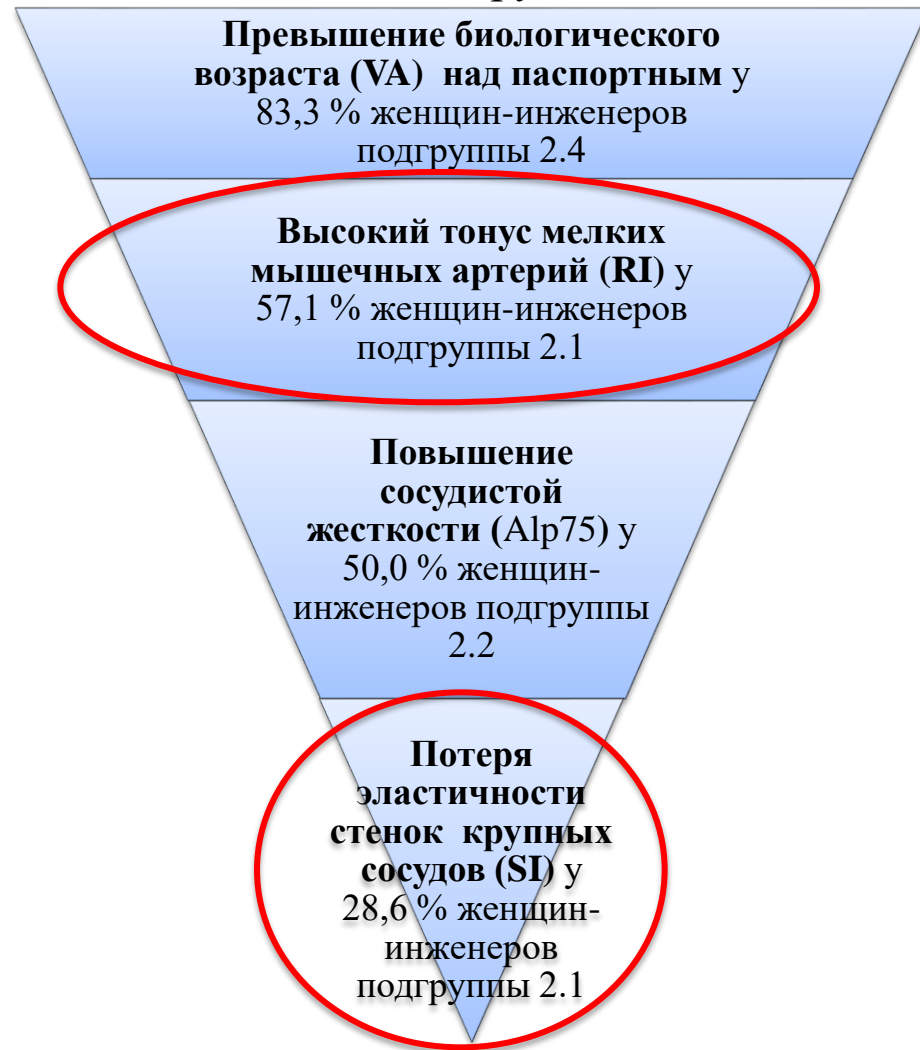 Превышение биологического
возраста (VA) над паспортным у
83,3 % женщин-инженеров
подгруппы 2.4
Высокий тонус мелких
мышечных артерий (RI) у
57,1 % женщин-инженеров
подгруппы 2.1
Повышение
сосудистой
жесткости (Alp75) у
50,0 % женщин-
инженеров подгруппы
2.2
Потеря
эластичности
стенок крупных
сосудов (SI) у
28,6 % женщин-
инженеров
подгруппы 2.1